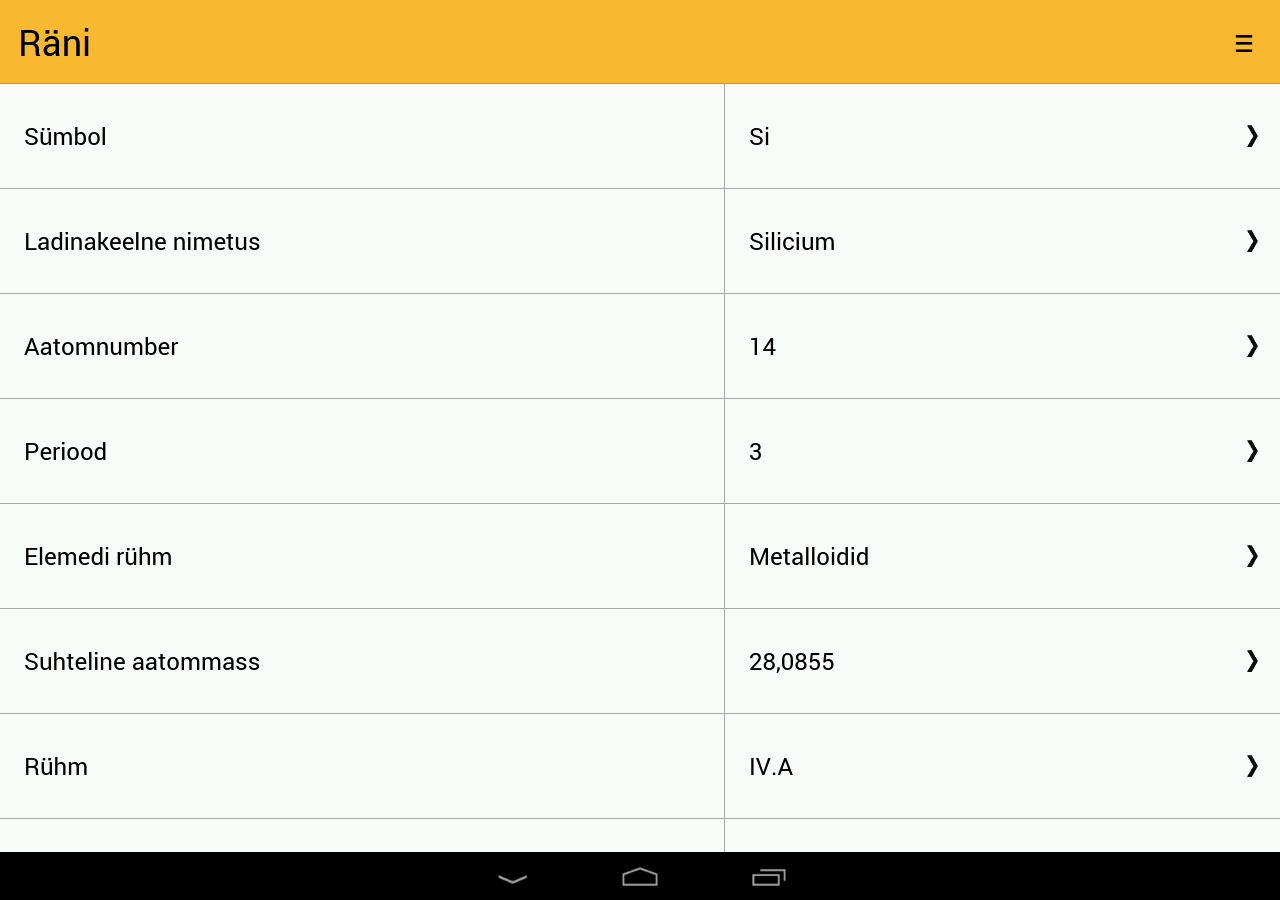 Räni
Sümbol Si
Ladinakeelne nimetus Silicium
Aatomnumber 14
Periood 3
Elemedi rühm Metalloidid
Suhteline aatommass 28,0855
Rühm IV.A